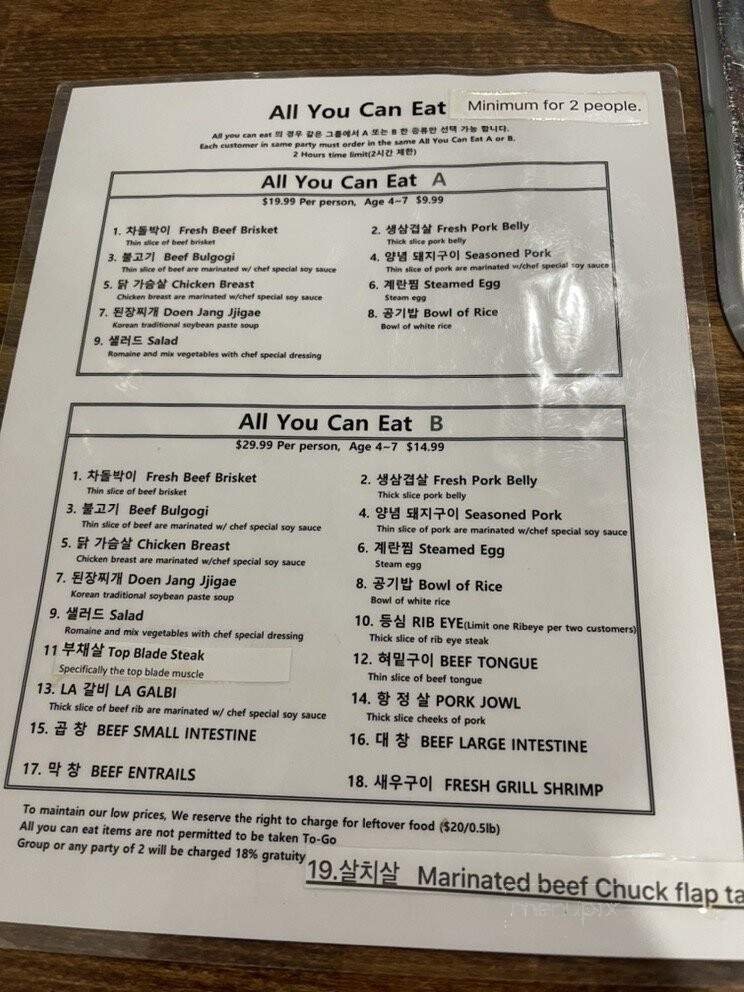 All You Can Eat
Minimum for 2 people.
All you can eat 의 경우 같은 그룹에서 A 또는 B 한 종류만 선택 가능 합니다.
Each customer in same party must order in the same All You Can Eat A or B.
2 Hours time limit(2시간 제한)
All You Can Eat A
$19.99 Per person, Age 4~7 $9.99
1. 차돌박이 Fresh Beef Brisket
Thin slice of beef brisket
2. 생삼겹살 Fresh Pork Belly
Thick slice pork belly
3. 불고기 Beef Bulgogi
Thin slice of beef are marinated w/ chef special soy sauce
4. 양념 돼지구이 Seasoned Pork
Thin slice of pork are marinated w/chef special soy sauce
5. 닭 가슴살 Chicken Breast
Chicken breast are marinated w/chef special soy sauce
6. 계란찜 Steamed Egg
Steam egg
7. 된장찌개 Doen Jang Jjigae
Korean traditional soybean paste soup
8. 공기밥 Bowl of Rice
Bowl of white rice
9. 샐러드 Salad
Romaine and mix vegetables with chef special dressing
All You Can Eat B
$29.99 Per person, Age 4~7 $14.99
1. 차돌박이 Fresh Beef Brisket
Thin slice of beef brisket
2. 생삼겹살 Fresh Pork Belly
Thick slice pork belly
3. 불고기 Beef Bulgogi
Thin slice of beef are marinated w/ chef special soy sauce
4. 양념 돼지구이 Seasoned Pork
Thin slice of pork are marinated w/chef special soy sauce
5. 닭 가슴살 Chicken Breast
Chicken breast are marinated w/chef special soy sauce
6. 계란찜 Steamed Egg
Steam egg
7. 된장찌개 Doen Jang Jjigae
Korean traditional soybean paste soup
8. 공기밥 Bowl of Rice
Bowl of white rice
9. 샐러드 Salad
Romaine and mix vegetables with chef special dressing
10. 등심 RIB EYE(Limit one Ribeye per two customers)
Thick slice of rib eye steak
11 부채살 Top Blade Steak
Specifically the top blade muscle
12. 혀밑구이 BEEF TONGUE
Thin slice of beef tongue
13. LA 갈비 LA GALBI
Thick slice of beef rib are marinated w/ chef special soy sauce
14. 항 정 살 PORK JOWL
Thick slice cheeks of pork
15. 곱 창 BEEF SMALL INTESTINE
16. 대 창 BEEF LARGE INTESTINE
17. 막 창 BEEF ENTRAILS
18. 새우구이 FRESH GRILL SHRIMP
To maintain our low prices, We reserve the right to charge for leftover food ($20/0.5lb)
All you can eat items are not permitted to be taken To-Go
Group or any party of 2 will be charged 18% gratuity
19.살치살 Marinated beef Chuck flap ta